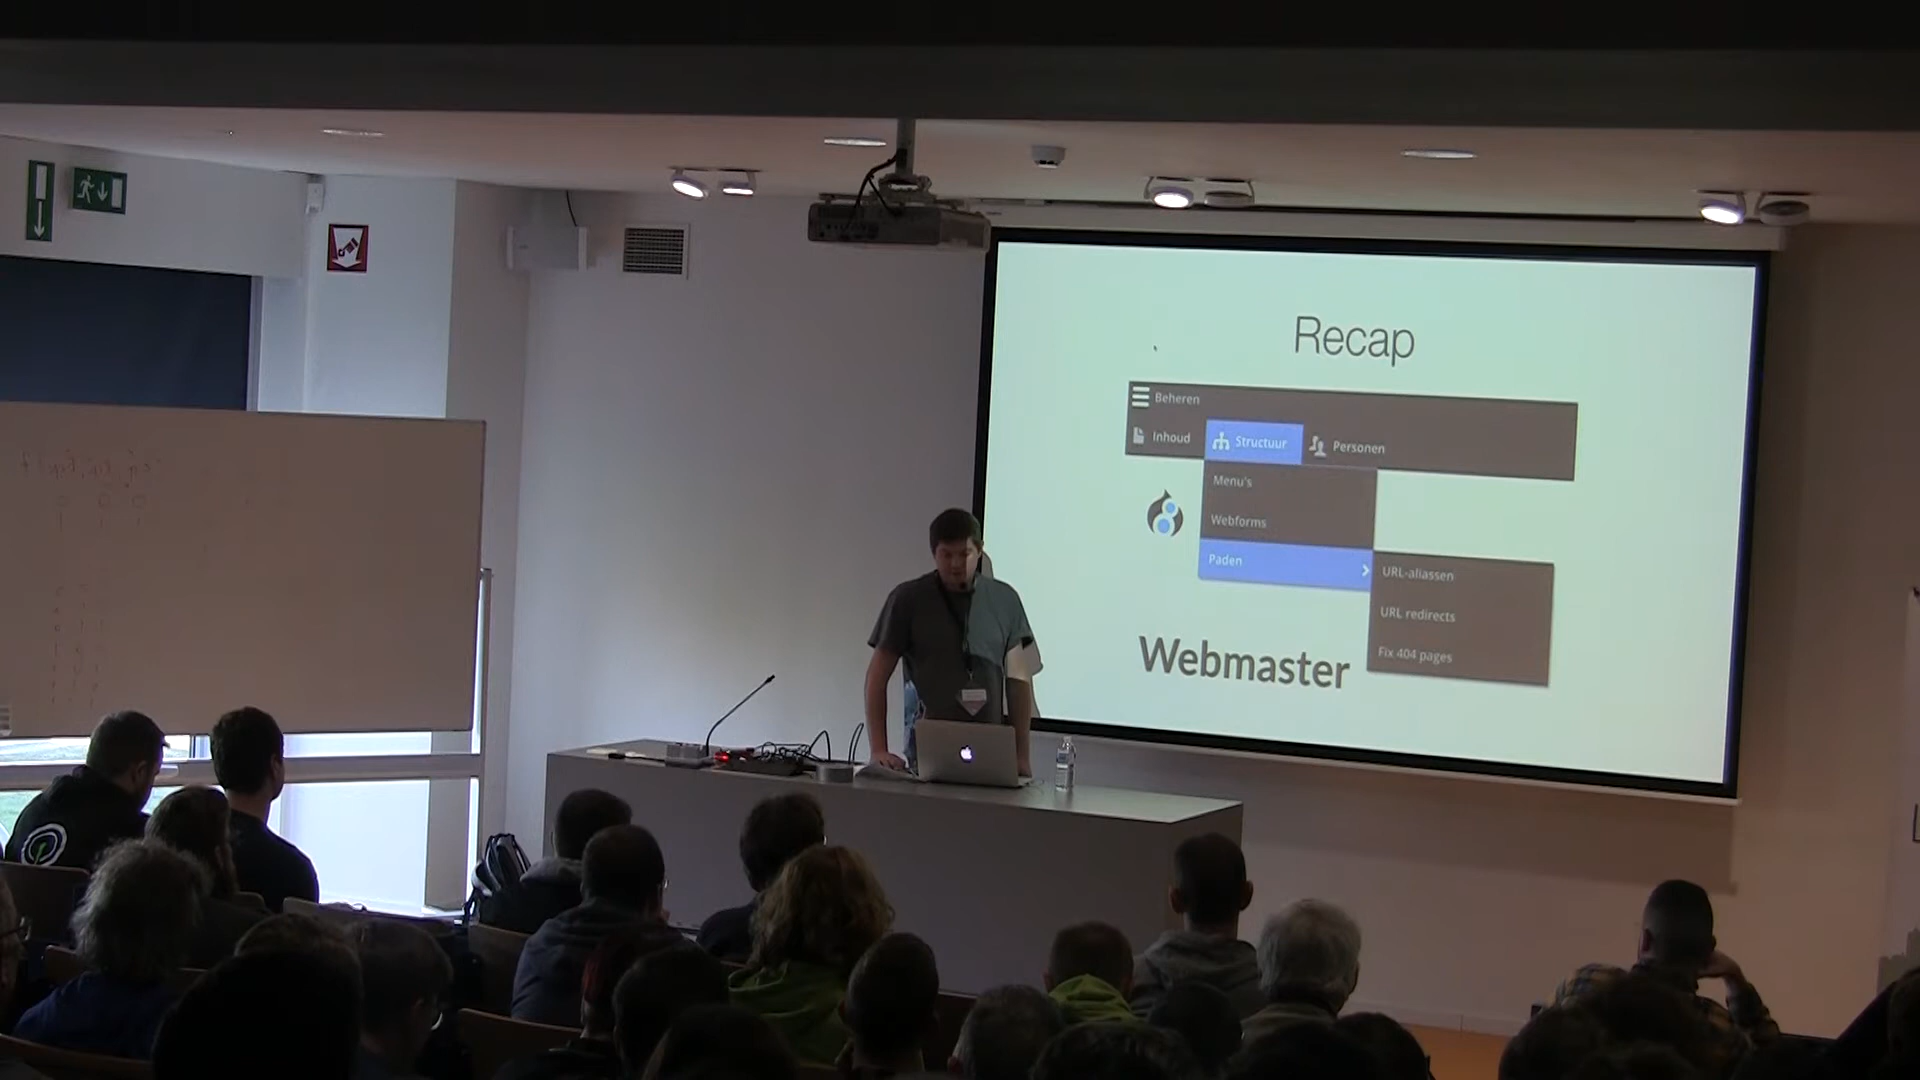 Recap
Beheren
Inhoud Structuur Personen
Menu's
Webforms
Paden
URL-aliassen
URL redirects
Fix 404 pages
Webmaster